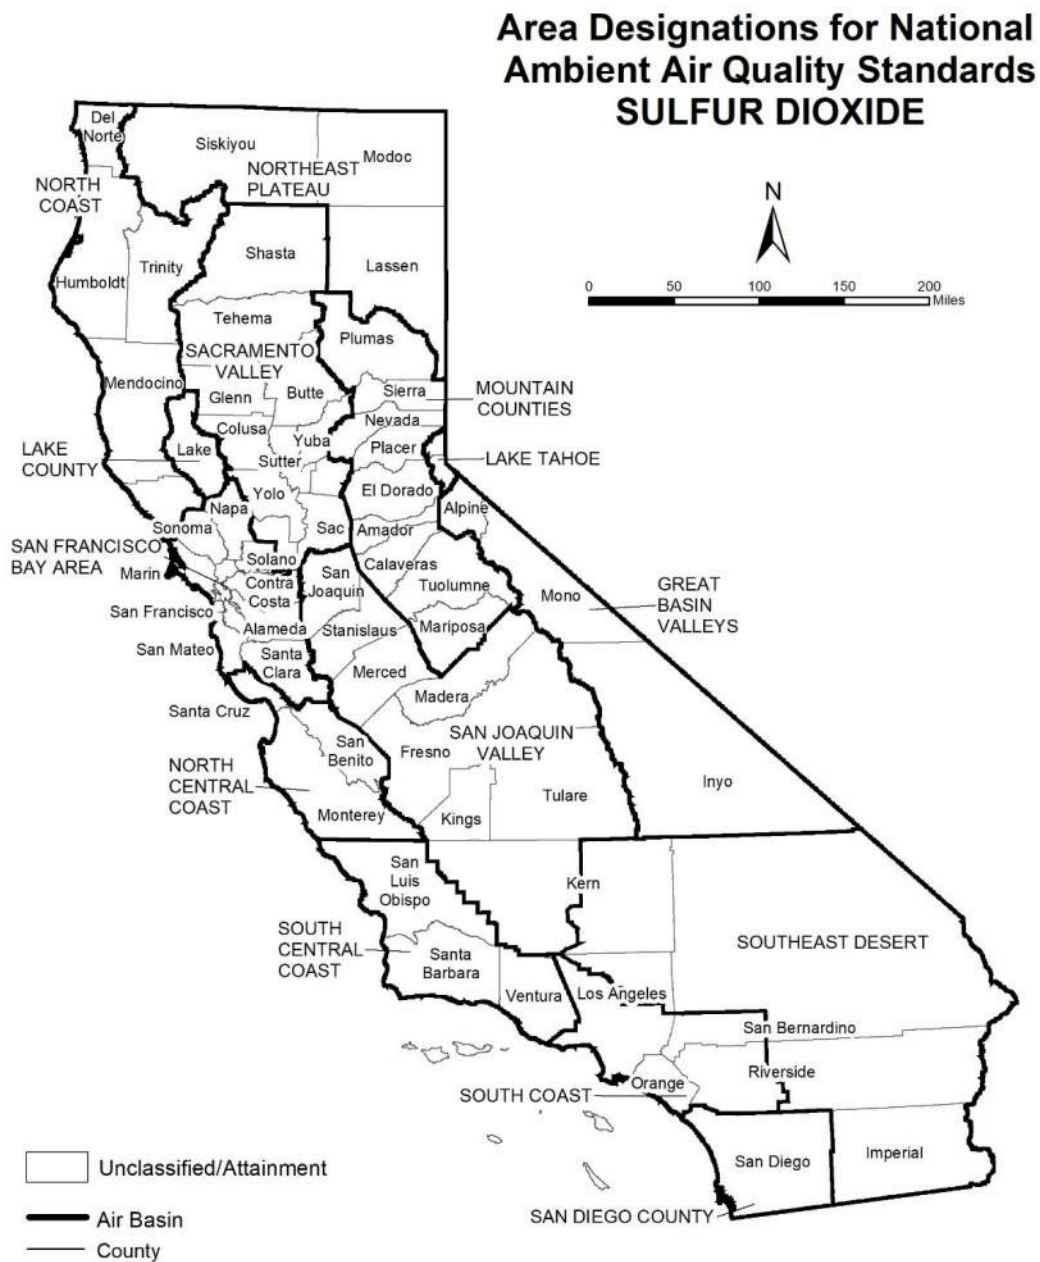 Area Designations for National
Ambient Air Quality Standards
SULFUR DIOXIDE
N
0 50 100 150 200
Miles
Del
Norte
Siskiyou
Modoc
NORTHEAST
PLATEAU
NORTH
COAST
Shasta
Lassen
Trinity
Humboldt
Tehema
Plumas
SACRAMENTO
VALLEY
Mendocino
Glenn
Butte
Sierra
MOUNTAIN
COUNTIES
Colusa
Nevada
Yuba
Placer
LAKE
COUNTY
Lake
Sutter
LAKE TAHOE
Yolo
El Dorado
Napa
Alpine
Sonoma
Sac
Amador
SAN FRANCISCO
BAY AREA
Solano
Calaveras
Marin
Contra
Costa
San
Joaquin
Tuolumne
Mono
GREAT
BASIN
VALLEYS
San Francisco
Alameda
Stanislaus
Mariposa
San Mateo
Santa
Clara
Merced
Madera
Santa Cruz
San
Benito
Fresno
SAN JOAQUIN
VALLEY
NORTH
CENTRAL
COAST
Monterey
Kings
Tulare
Inyo
San
Luis
Obispo
Kern
SOUTH
CENTRAL
COAST
Santa
Barbara
SOUTHEAST DESERT
Ventura
Los Angeles
San Bernardino
Riverside
Orange
SOUTH COAST
San Diego
Imperial
SAN DIEGO COUNTY
Unclassified/Attainment
Air Basin
County